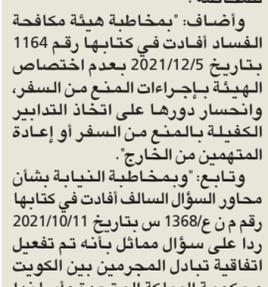 وأضاف: "بمخاطبة هيئة مكافحة
الفساد أفادت في كتابها رقم 1164
بتاريخ 2021/12/5 بعدم اختصاص
الهيئة بإجراءات المنع من السفر،
وانحسار دورها على اتخاذ التدابير
الكفيلة بالمنع من السفر أو إعادة
المتهمين من الخارج".
وتابع: "وبمخاطبة النيابة بشأن
محاور السؤال السالف أفادت في كتابها
رقم م ن ع/1368 س بتاريخ 2021/10/11
ردا على سؤال مماثل بأنه تم تفعيل
اتفاقية تبادل المجرمين بين الكويت